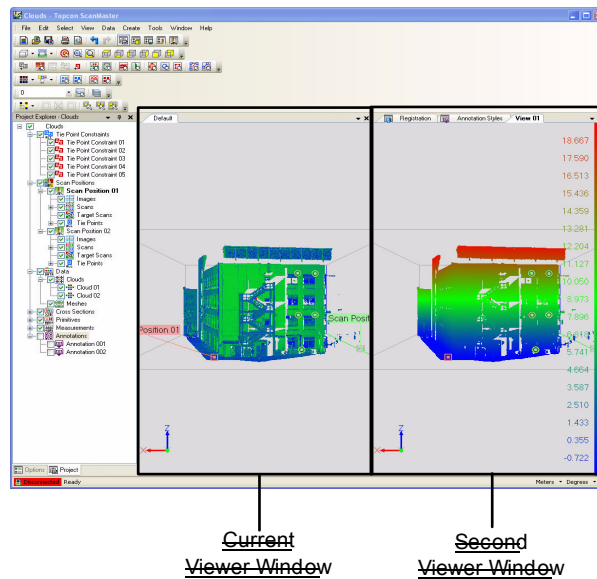 Clouds - Topcon ScanMaster
File Edit Select View Data Create Tools Window Help
0
Project Explorer - Clouds
Clouds
Tie Point Constraints
Tie Point Constraint 01
Tie Point Constraint 02
Tie Point Constraint 03
Tie Point Constraint 04
Tie Point Constraint 05
Scan Positions
Scan Position 01
Images
Scans
Target Scans
Tie Points
Scan Position 02
Images
Scans
Target Scans
Tie Points
Data
Clouds
Cloud 01
Cloud 02
Meshes
Cross Sections
Primitives
Measurements
Annotations
Annotation 001
Annotation 002
Options Project
Disconnected Ready
Default
Position 01
Scan Posit
Z
X
Registration Annotation Styles View 01
18.667
17.590
16.513
15.436
14.359
13.281
12.204
11.127
10.050
8.973
7.896
6.818
5.741
4.664
3.587
2.510
1.433
0.355
-0.722
Z
X
Meters Degrees
Current
Viewer Window
Second
Viewer Window